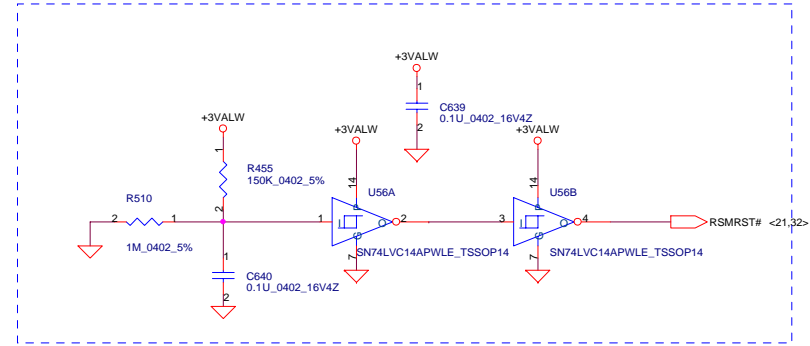 +3VALW
1
C639
0.1U_0402_16V4Z
2
+3VALW
+3VALW
+3VALW
1
R455
150K_0402_5%
2
14
U56A
14
U56B
R510
2
1
1M_0402_5%
1
I
O
2
3
I
O
4
RSMRST# <21,32>
P
G
P
G
7
SN74LVC14APWLE_TSSOP14
7
SN74LVC14APWLE_TSSOP14
1
C640
0.1U_0402_16V4Z
2